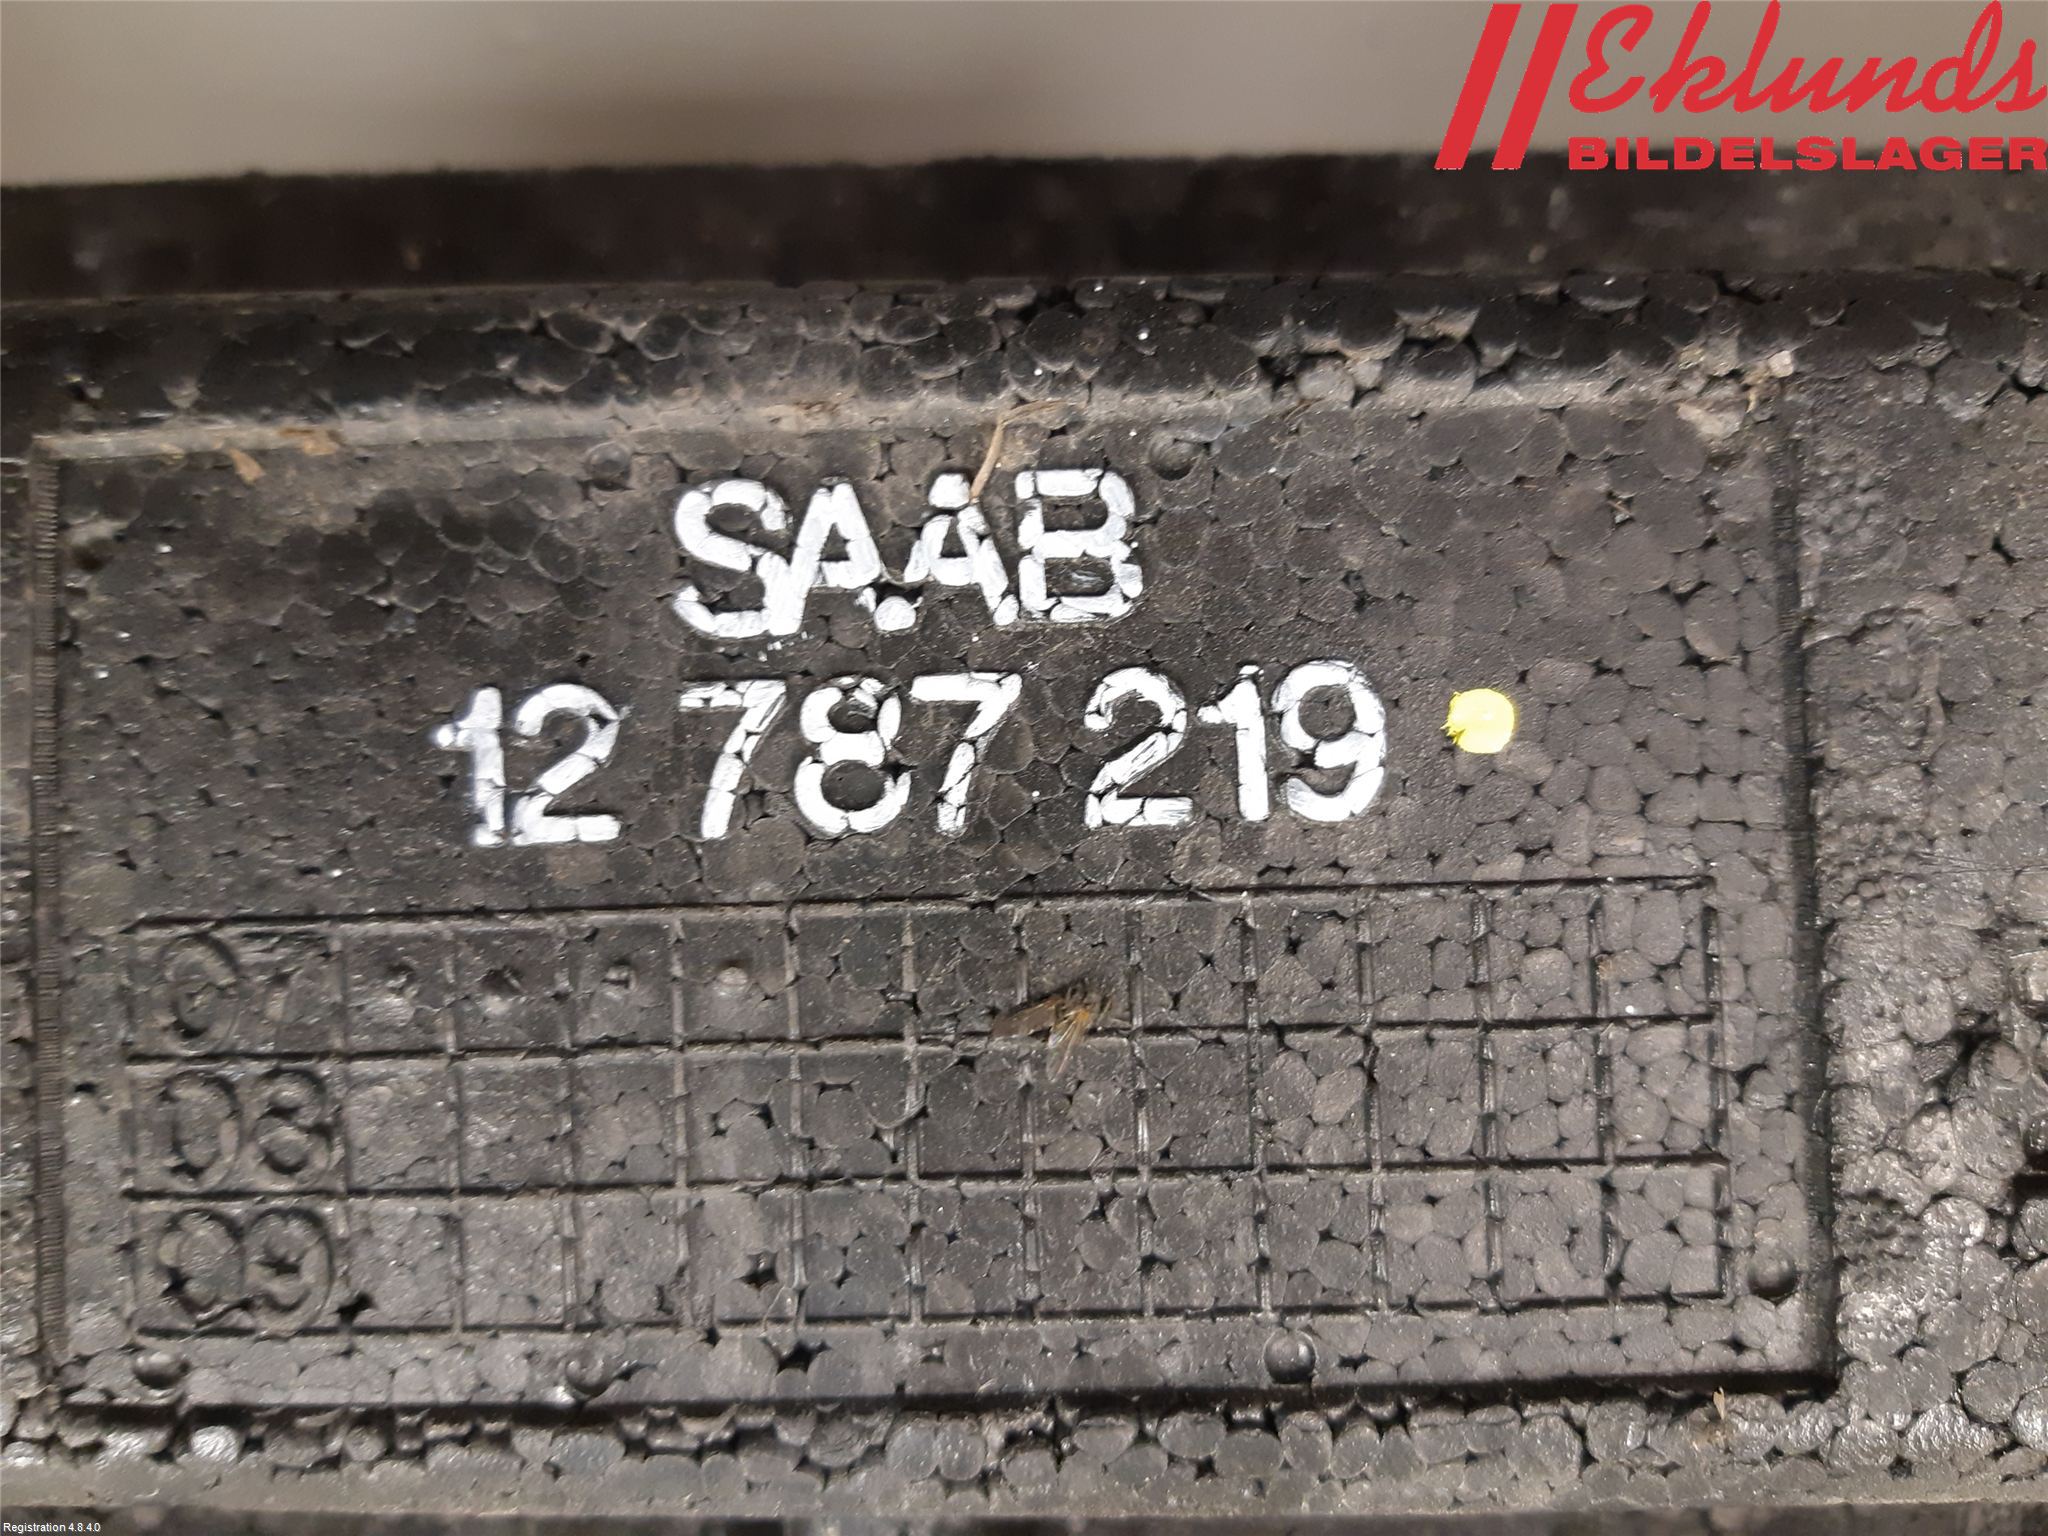 Eklunds
BILDELSLAGER
SAAB
12 787 219
07
08
09
Registration 4.8.4.0